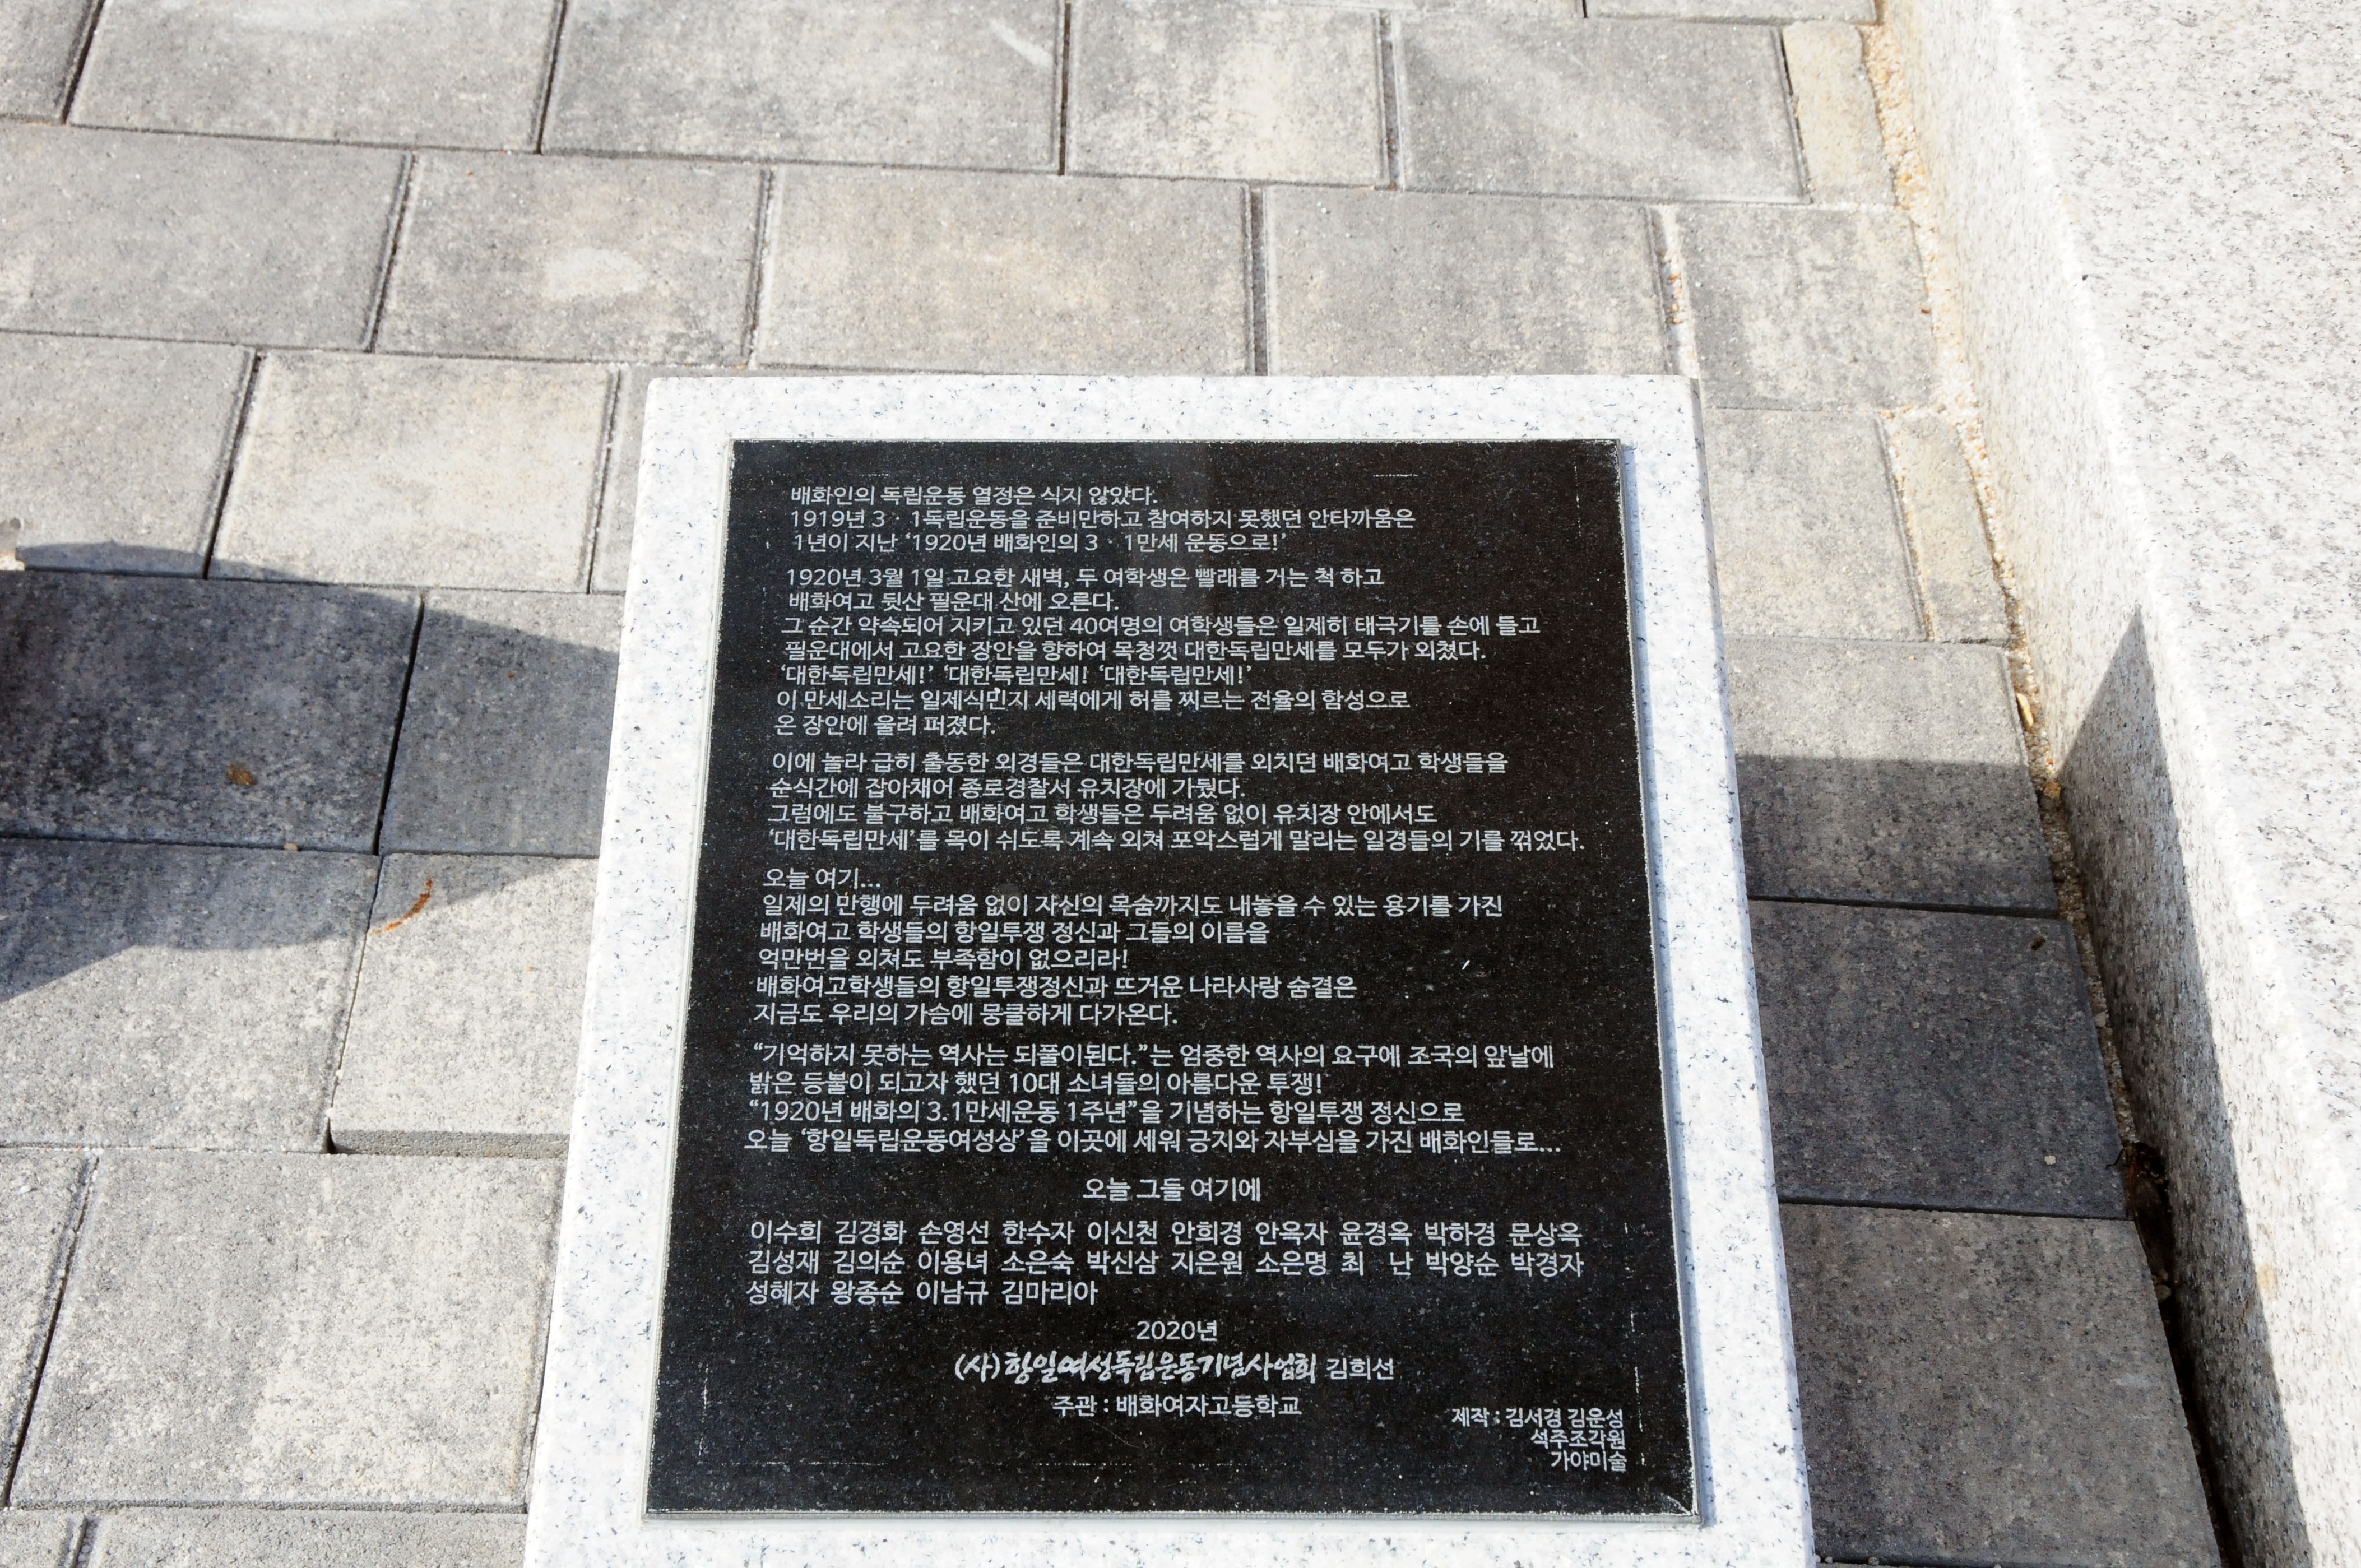 배화인의 독립운동 열정은 식지 않았다.
1919년 3 · 1독립운동을 준비만하고 참여하지 못했던 안타까움은
1년이 지난 ‘1920년 배화인의 3 · 1만세 운동으로!’
1920년 3월 1일 고요한 새벽, 두 여학생은 빨래를 거는 척 하고
배화여고 뒷산 필운대 산에 오른다.
그 순간 약속되어 지키고 있던 40여명의 여학생들은 일제히 태극기를 손에 들고
필운대에서 고요한 장안을 향하여 목청껏 대한독립만세를 모두가 외쳤다.
‘대한독립만세!’ ‘대한독립만세! ‘대한독립만세!’
이 만세소리는 일제식민지 세력에게 허를 찌르는 전율의 함성으로
온 장안에 울려 퍼졌다.
이에 놀라 급히 출동한 외경들은 대한독립만세를 외치던 배화여고 학생들을
순식간에 잡아채어 종로경찰서 유치장에 가뒀다.
그럼에도 불구하고 배화여고 학생들은 두려움 없이 유치장 안에서도
‘대한독립만세’를 목이 쉬도록 계속 외쳐 포악스럽게 말리는 일경들의 기를 꺾었다.
오늘 여기...
일제의 만행에 두려움 없이 자신의 목숨까지도 내놓을 수 있는 용기를 가진
배화여고 학생들의 항일투쟁 정신과 그들의 이름을
억만번을 외쳐도 부족함이 없으리라!
배화여고학생들의 항일투쟁정신과 뜨거운 나라사랑 숨결은
지금도 우리의 가슴에 뭉클하게 다가온다.
“기억하지 못하는 역사는 되풀이된다.”는 엄중한 역사의 요구에 조국의 앞날에
밝은 등불이 되고자 했던 10대 소녀들의 아름다운 투쟁!
“1920년 배화의 3.1만세운동 1주년”을 기념하는 항일투쟁 정신으로
오늘 ‘항일독립운동여성상’을 이곳에 세워 긍지와 자부심을 가진 배화인들로...
오늘 그들 여기에
이수희 김경화 손영선 한수자 이신천 안희경 안옥자 윤경옥 박하경 문상옥
김성재 김의순 이용녀 소은숙 박신삼 지은원 소은명 최 난 박양순 박경자
성혜자 왕종순 이남규 김마리아
2020년
(사)항일여성독립운동기념사업회 김희선
주관 : 배화여자고등학교
제작 : 김서경 김운성
석주조각원
가야미술